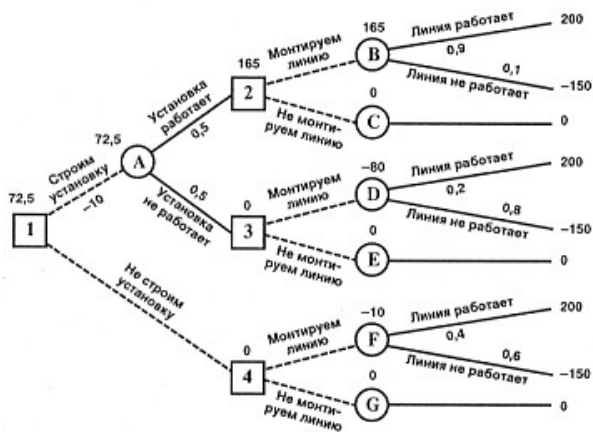 165
Линия работает
200
Монтируем
линию
B
0,9
165
0,1
Линия не работает
−150
2
0
Установка
работает
0,5
Не монти-
руем линию
C
0
72,5
A
Строим
установку
−10
72,5
1
−80
Линия работает
200
Монтируем
линию
D
0,2
0,5
Установка
не работает
0
0,8
Линия не работает
−150
3
0
Не монти-
руем линию
E
0
Не строим
установку
−10
Линия работает
200
Монтируем
линию
F
0,4
0
0,6
Линия не работает
−150
4
0
Не монти-
руем линию
G
0